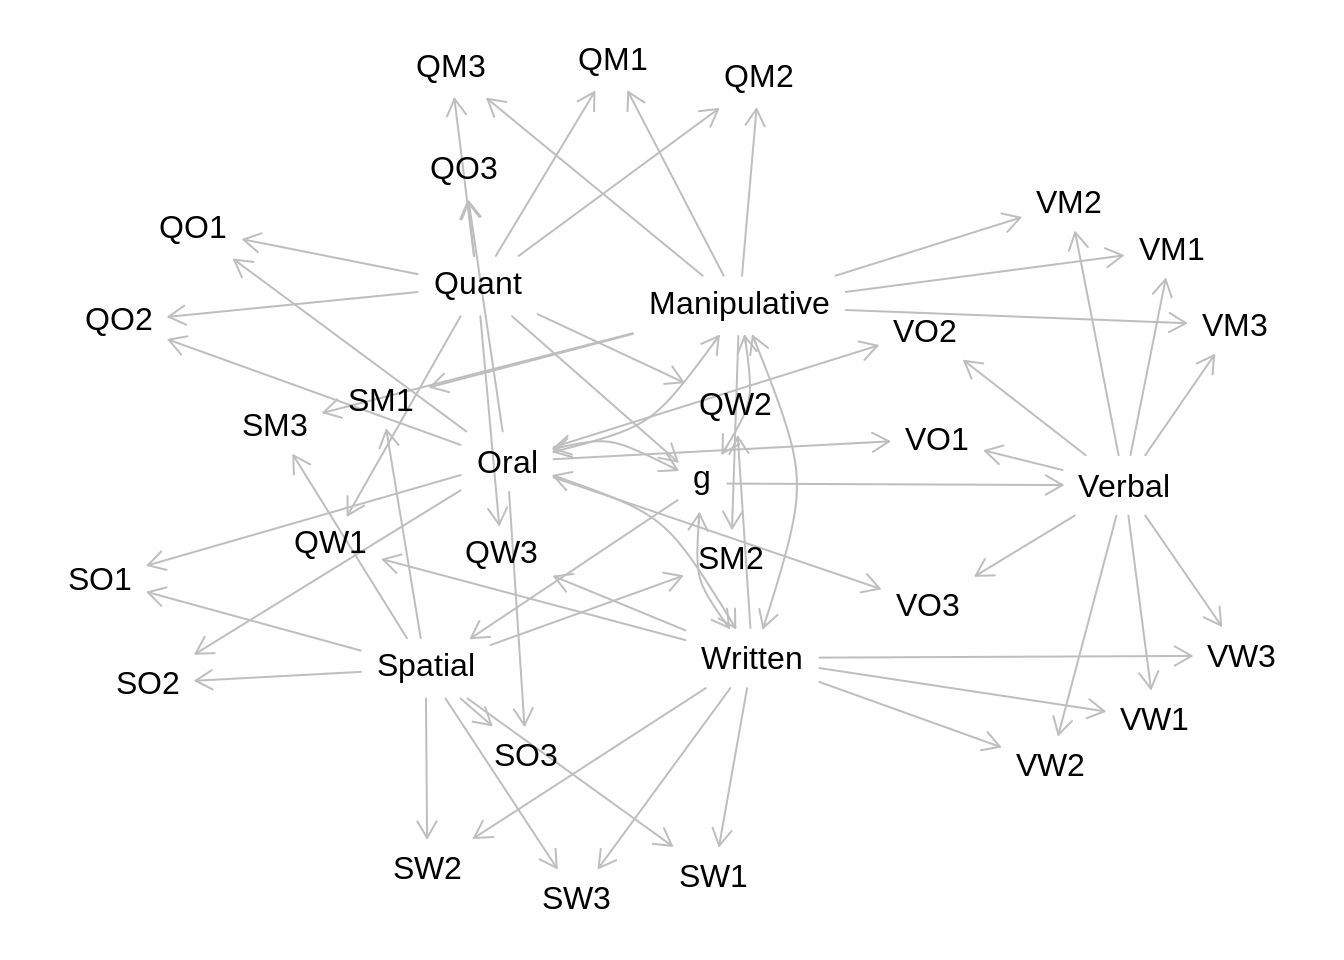 QM3
QM1
QM2
QO3
VM2
QO1
VM1
Quant
Manipulative
QO2
VO2
VM3
SM1
QW2
SM3
VO1
Oral
g
Verbal
QW1
QW3
SM2
SO1
VO3
Spatial
Written
VW3
SO2
VW1
SO3
VW2
SW2
SW1
SW3